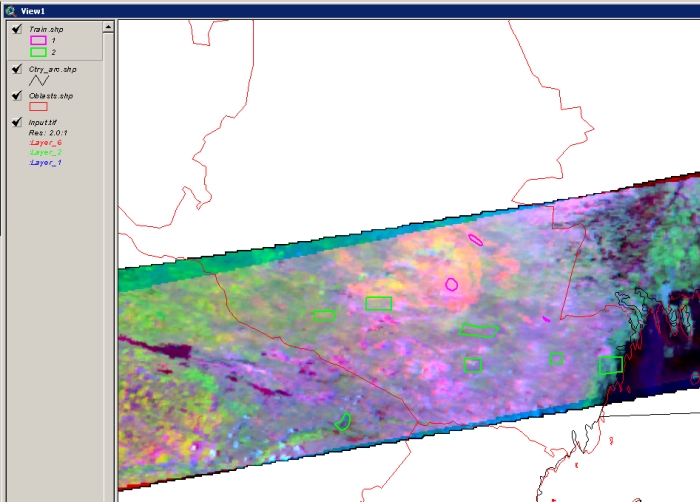 View1
Train.shp
1
2
Ctry_arc.shp
Oblasts.shp
Input.tif
Res: 2.0:1
:Layer_6
:Layer_2
:Layer_1